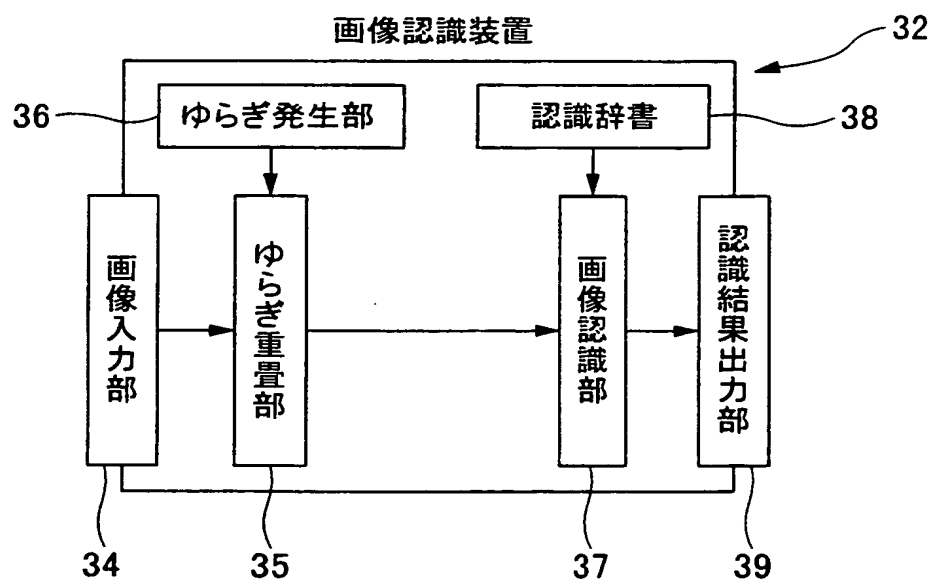 画像認識装置
32
36
ゆらぎ発生部
認識辞書
38
画像入力部
ゆらぎ重畳部
画像認識部
認識結果出力部
34
35
37
39